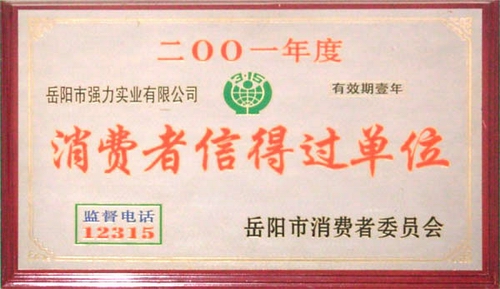 二〇〇一年度
岳阳市强力实业有限公司
3.15
有效期壹年
消费者信得过单位
监督电话
12315
岳阳市消费者委员会